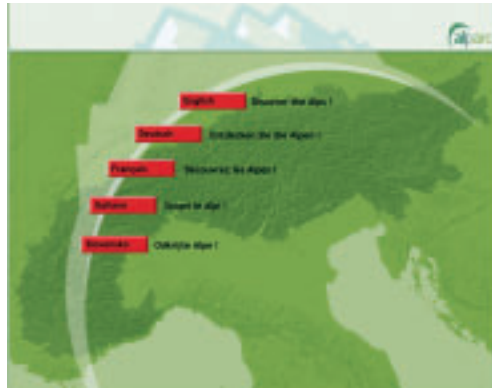 alparc
English Discover the Alps !
Deutsch Entdecken Sie die Alpen !
Français Découvrez les Alpes !
Italiano Scopri le Alpi !
Slovensko Odkrijte Alpe !